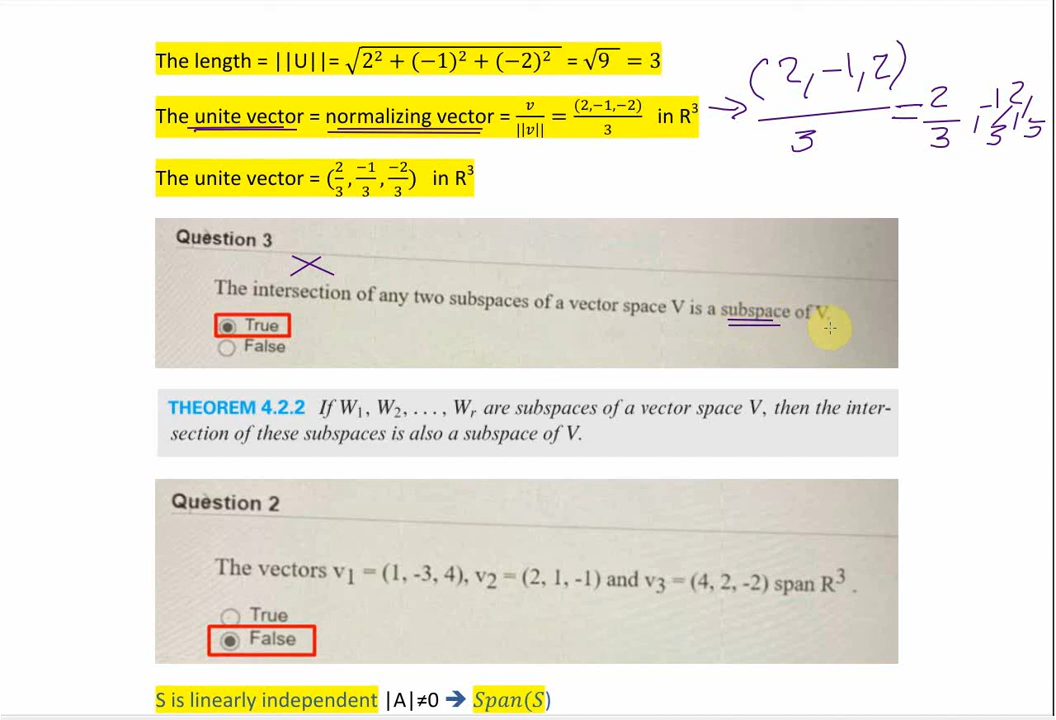 The length = ||U||= √2² + (−1)² + (−2)² = √9 = 3
(2,-1,2)
The unite vector = normalizing vector = v/||v|| = (2,−1,−2)/3 in R³ → /3 = 2/3
The unite vector = (2/3, −1/3, −2/3) in R³
Question 3
The intersection of any two subspaces of a vector space V is a subspace of V.
True
False
THEOREM 4.2.2 If W₁, W₂, . . . , Wᵣ are subspaces of a vector space V, then the inter-
section of these subspaces is also a subspace of V.
Question 2
The vectors v₁ = (1, -3, 4), v₂ = (2, 1, -1) and v₃ = (4, 2, -2) span R³ .
True
False
S is linearly independent |A|≠0 ➔ Span(S)